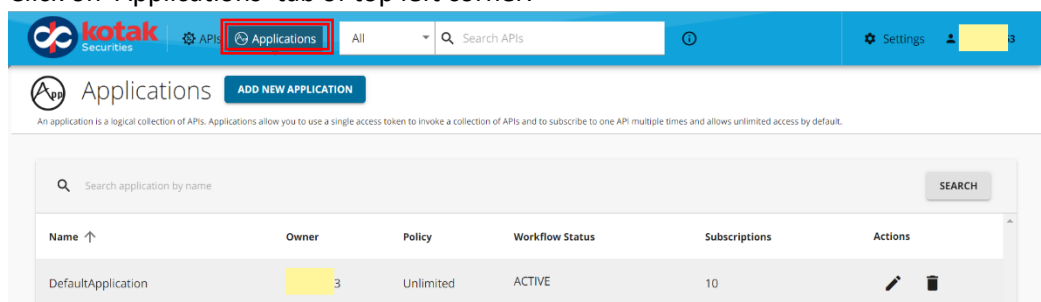 Click on "Applications" tab of top left corner.
kotak Securities APIs Applications All Search APIs Settings 3
App Applications ADD NEW APPLICATION
An application is a logical collection of APIs. Applications allow you to use a single access token to invoke a collection of APIs and to subscribe to one API multiple times and allows unlimited access by default.
Search application by name SEARCH
Name Owner Policy Workflow Status Subscriptions Actions
DefaultApplication 3 Unlimited ACTIVE 10